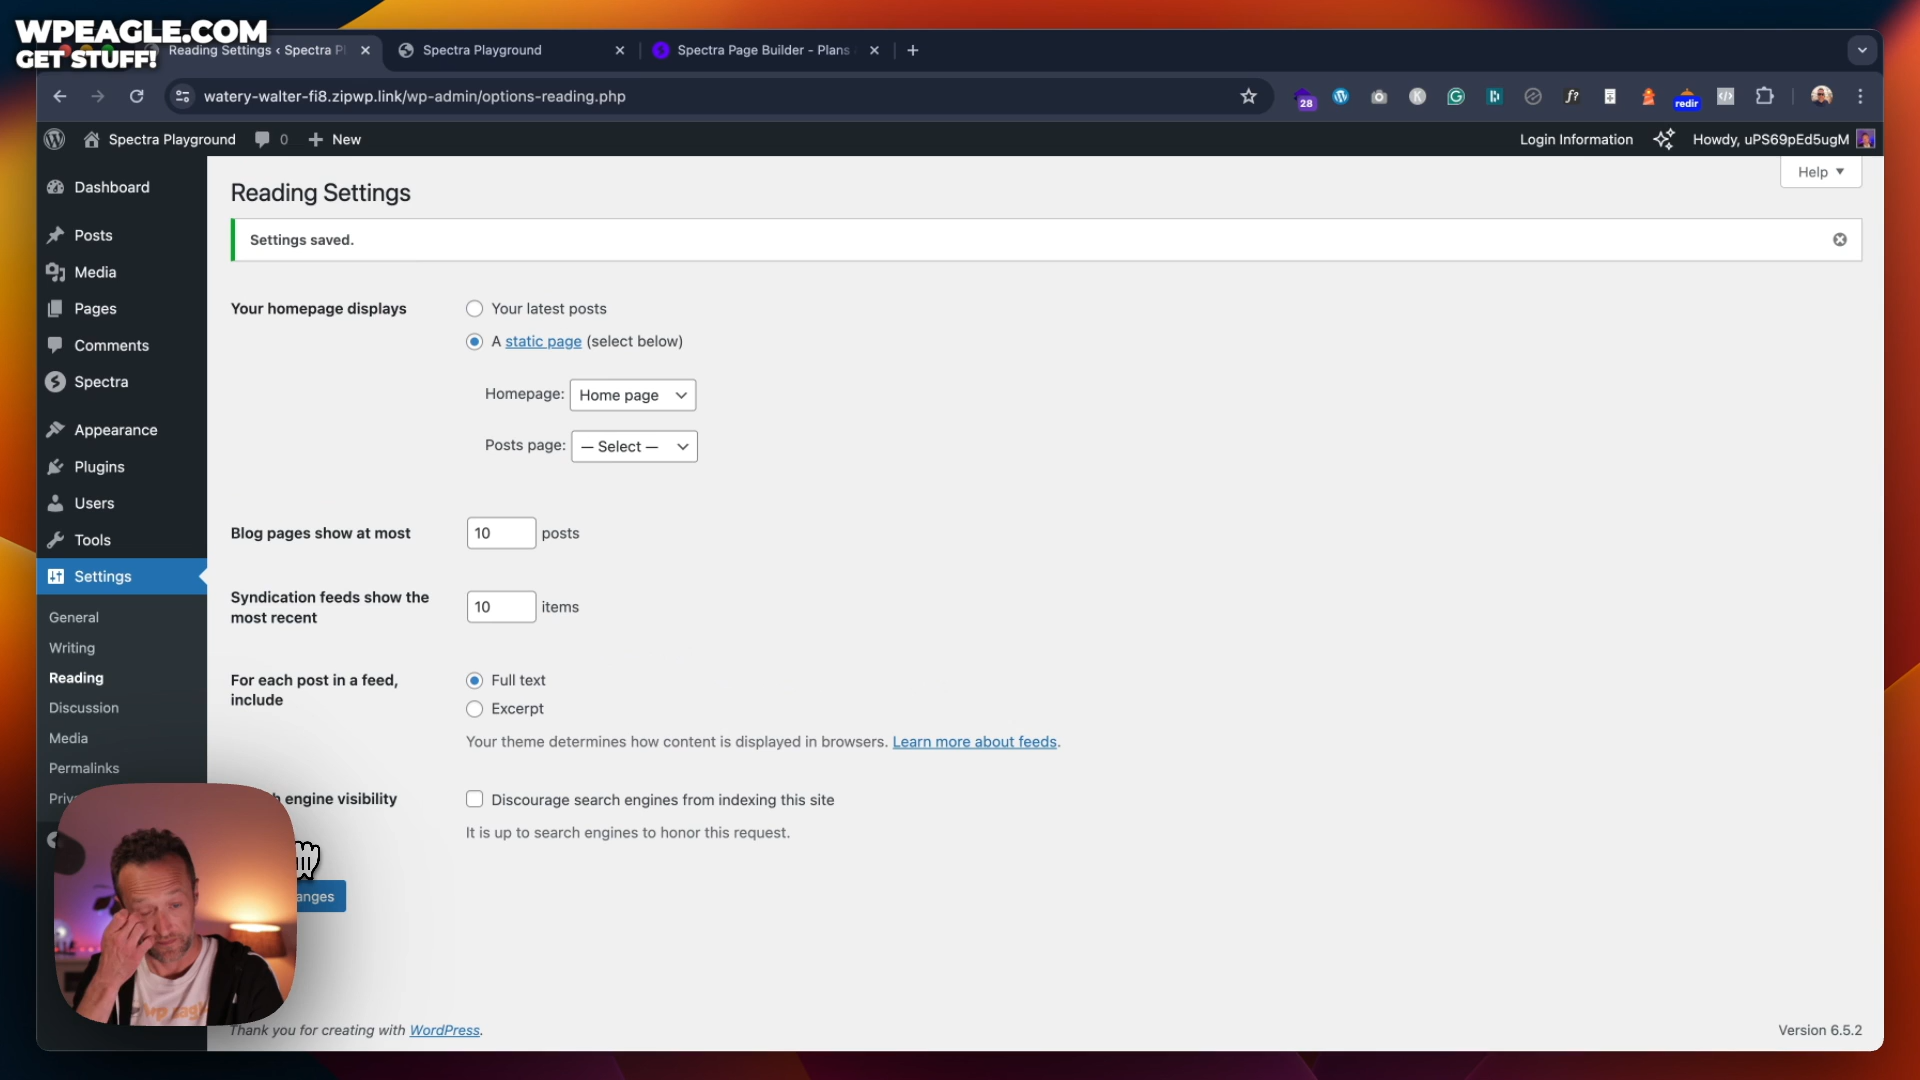 WPEAGLE.COM
GET STUFF!
Reading Settings ‹ Spectra Pl
Spectra Playground
Spectra Page Builder - Plans
watery-walter-fi8.zipwp.link/wp-admin/options-reading.php
28
redir
Spectra Playground
0
New
Login Information
Howdy, uPS69pEd5ugM
Help
Dashboard
Posts
Media
Pages
Comments
Spectra
Appearance
Plugins
Users
Tools
Settings
General
Writing
Reading
Discussion
Media
Permalinks
Reading Settings
Settings saved.
Your homepage displays
Your latest posts
A static page (select below)
Homepage: Home page
Posts page: — Select —
Blog pages show at most
10 posts
Syndication feeds show the
most recent
10 items
For each post in a feed,
include
Full text
Excerpt
Your theme determines how content is displayed in browsers. Learn more about feeds.
engine visibility
Discourage search engines from indexing this site
It is up to search engines to honor this request.
anges
Thank you for creating with WordPress.
Version 6.5.2